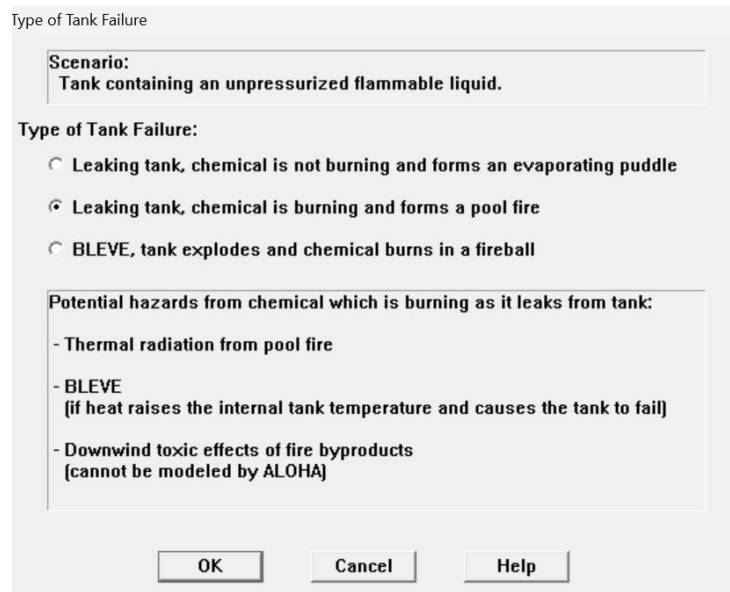 Type of Tank Failure
Scenario:
Tank containing an unpressurized flammable liquid.
Type of Tank Failure:
Leaking tank, chemical is not burning and forms an evaporating puddle
Leaking tank, chemical is burning and forms a pool fire
BLEVE, tank explodes and chemical burns in a fireball
Potential hazards from chemical which is burning as it leaks from tank:
- Thermal radiation from pool fire
- BLEVE
(if heat raises the internal tank temperature and causes the tank to fail)
- Downwind toxic effects of fire byproducts
(cannot be modeled by ALOHA)
OK Cancel Help